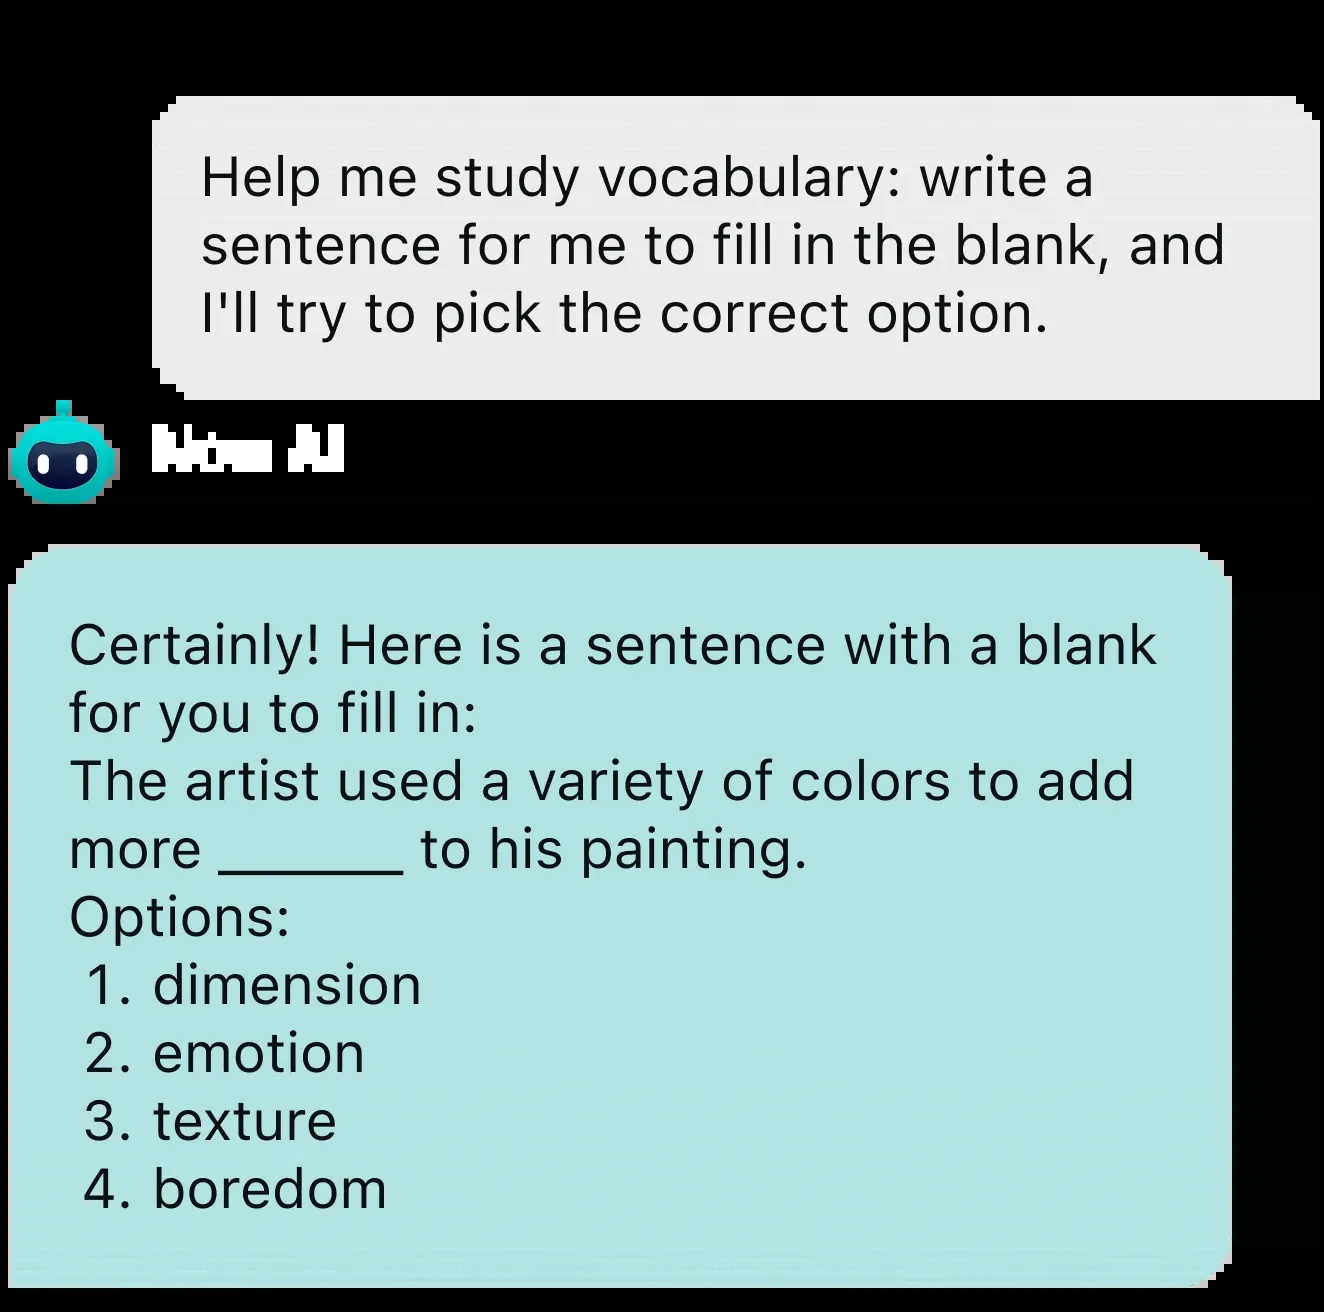 Help me study vocabulary: write a
sentence for me to fill in the blank, and
I'll try to pick the correct option.
AI
Certainly! Here is a sentence with a blank
for you to fill in:
The artist used a variety of colors to add
more _______ to his painting.
Options:
1. dimension
2. emotion
3. texture
4. boredom